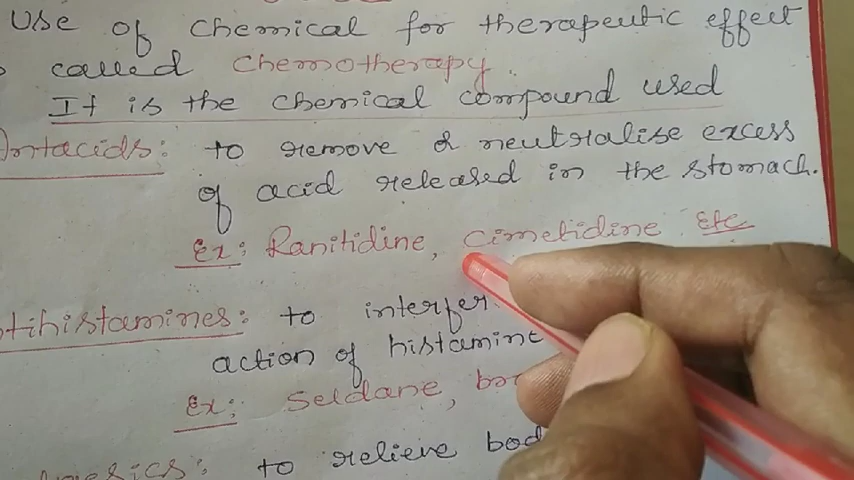 Use of chemical for therapeutic effect
called Chemotherapy.
It is the chemical compound used
Antacids: to remove & neutralise excess
of acid released in the stomach.
Ex: Ranitidine, Cimetidine etc
tihistamines: to interfer
action of histamine
Ex: Seldane,
to relieve bod